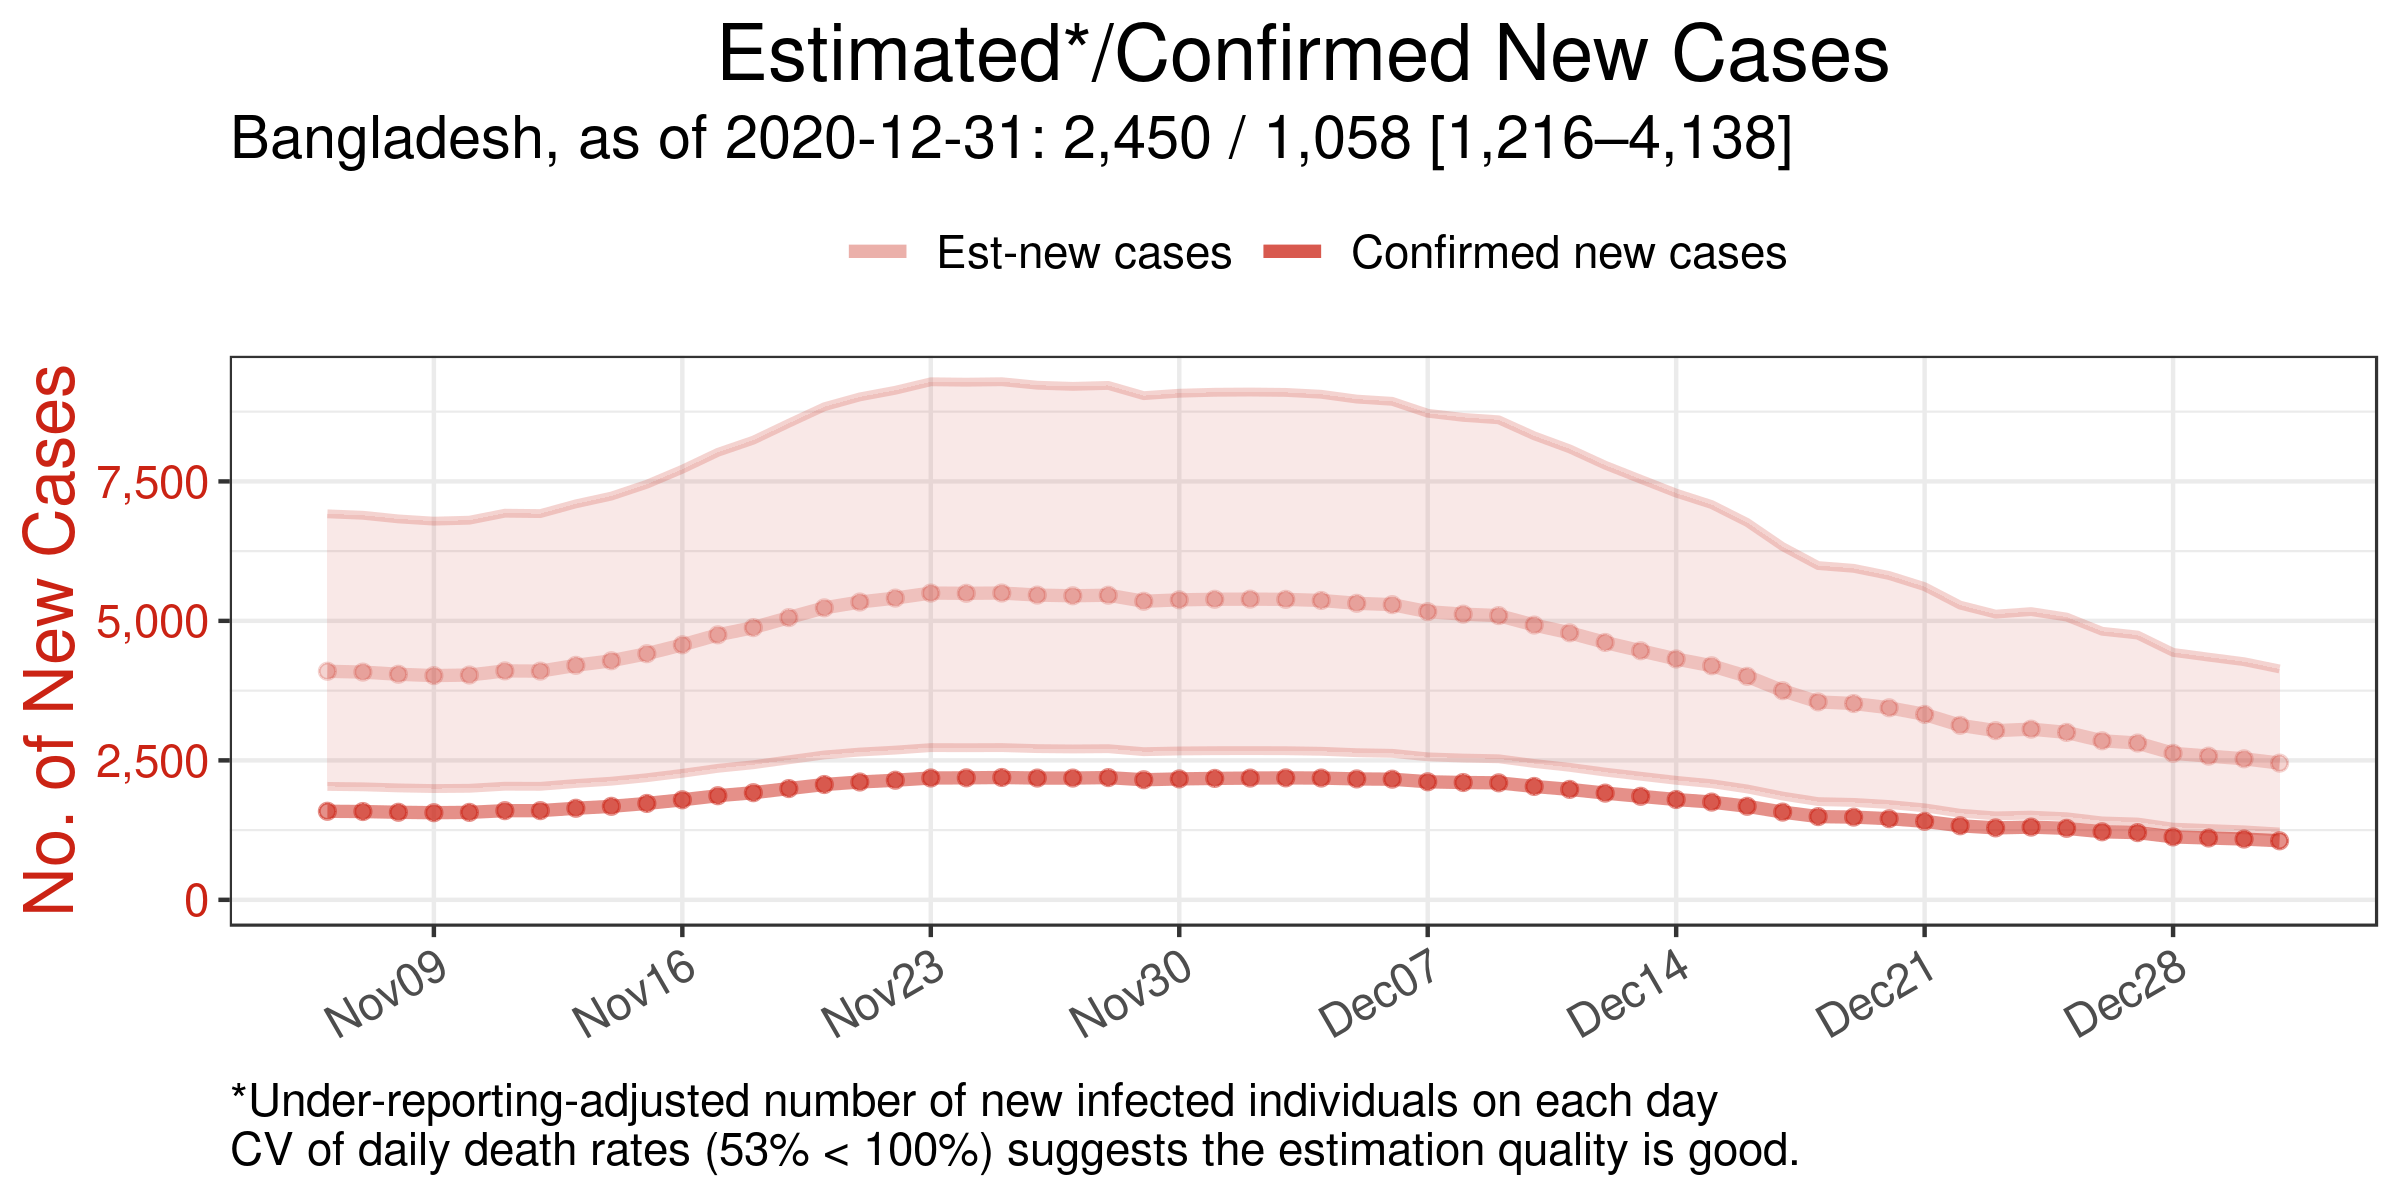 Estimated*/Confirmed New Cases
Bangladesh, as of 2020-12-31: 2,450 / 1,058 [1,216–4,138]
Est-new cases
Confirmed new cases
No. of New Cases
7,500
5,000
2,500
0
Nov09
Nov16
Nov23
Nov30
Dec07
Dec14
Dec21
Dec28
*Under-reporting-adjusted number of new infected individuals on each day
CV of daily death rates (53% < 100%) suggests the estimation quality is good.